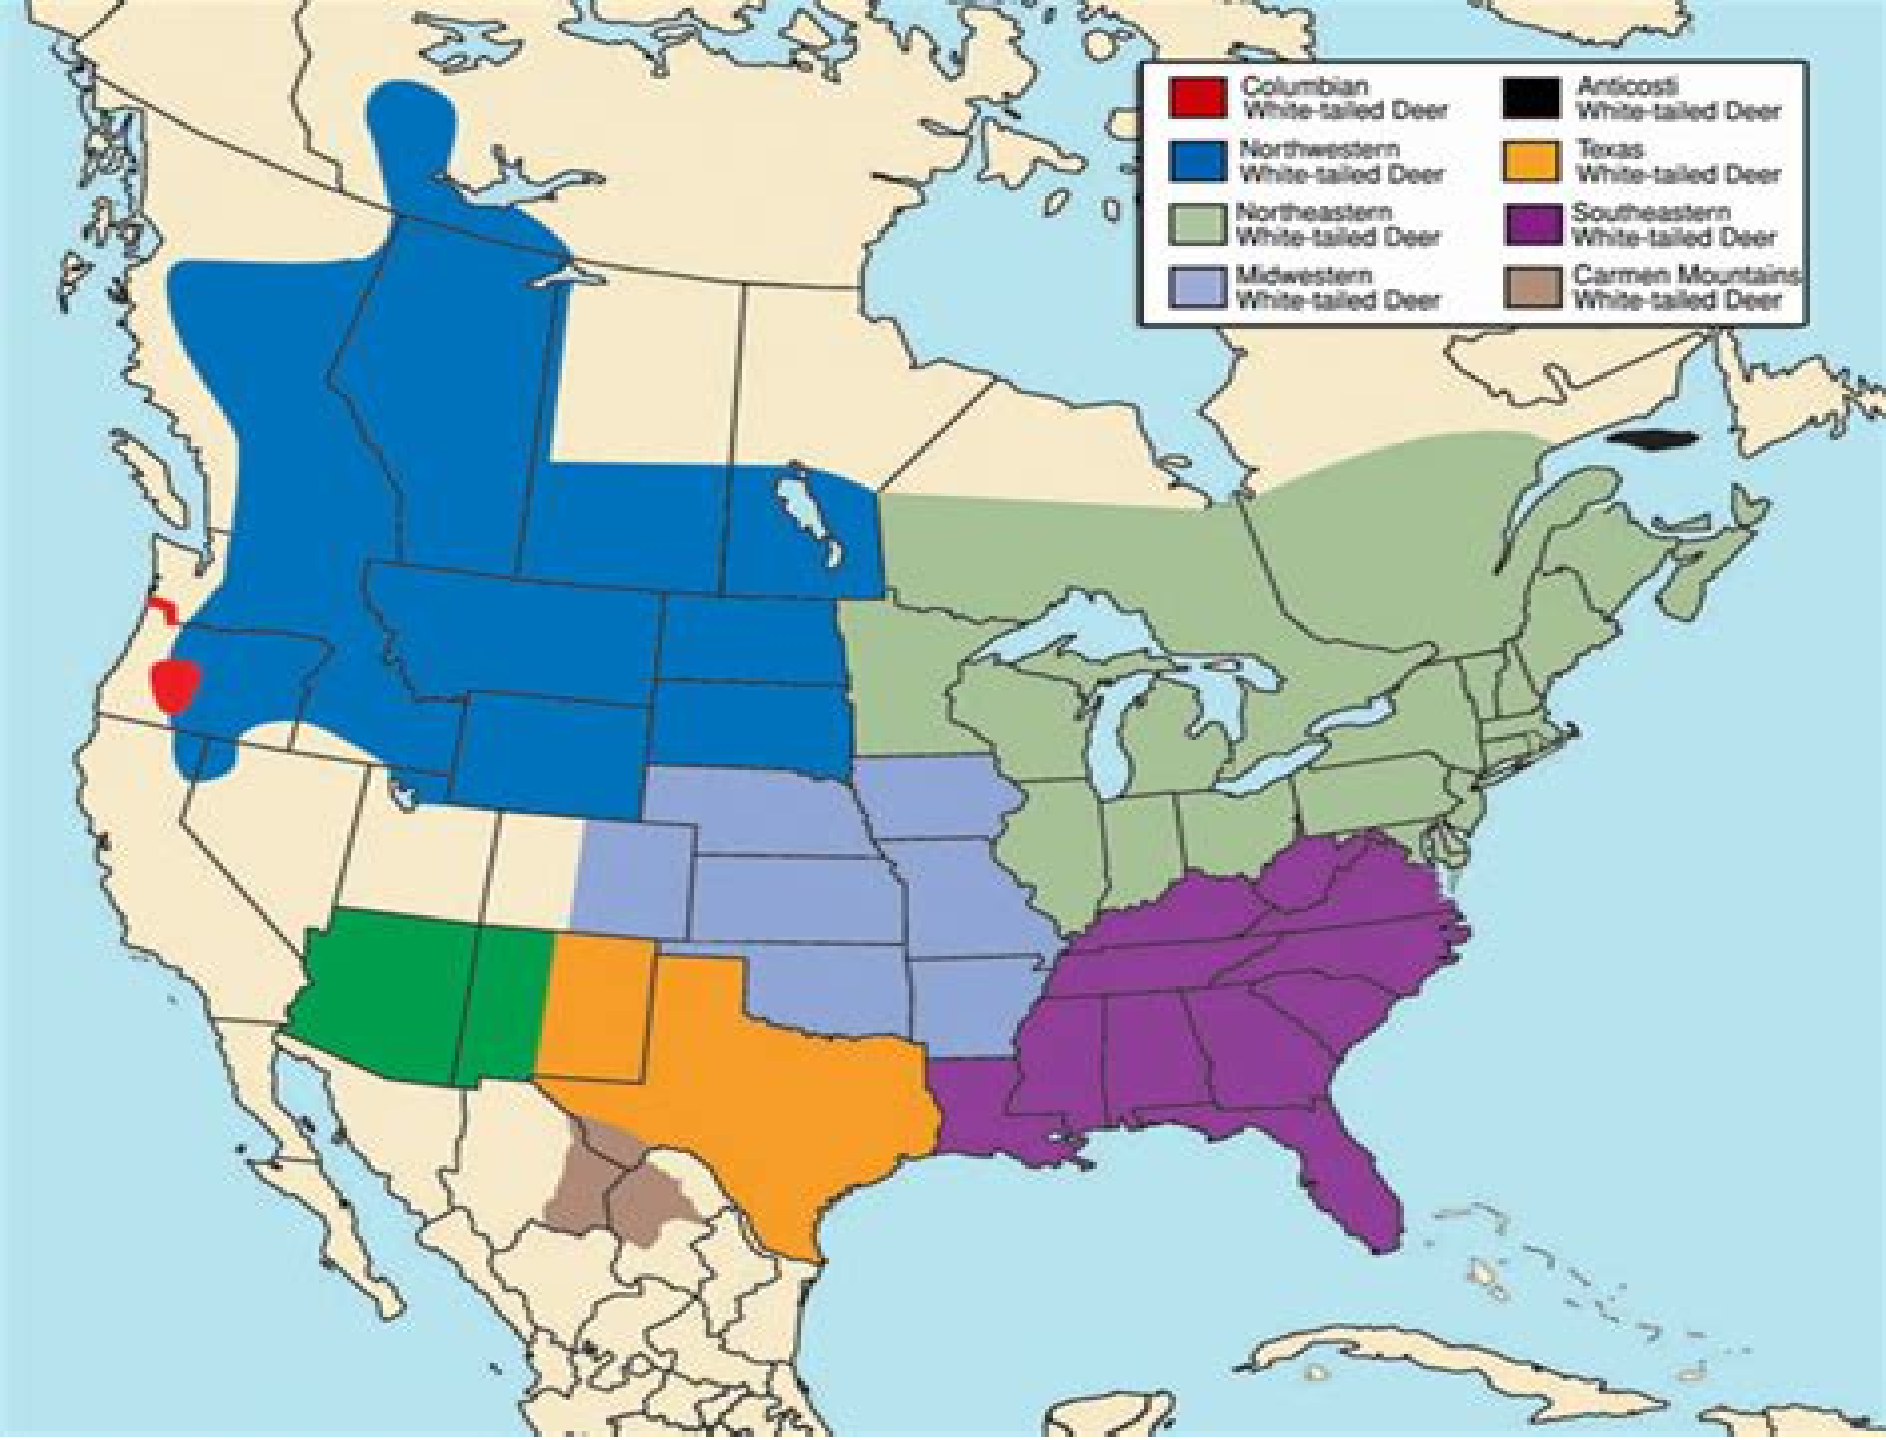 Columbian
White-tailed Deer
Northwestern
White-tailed Deer
Northeastern
White-tailed Deer
Midwestern
White-tailed Deer
Anticosti
White-tailed Deer
Texas
White-tailed Deer
Southeastern
White-tailed Deer
Carmen Mountains
White-tailed Deer